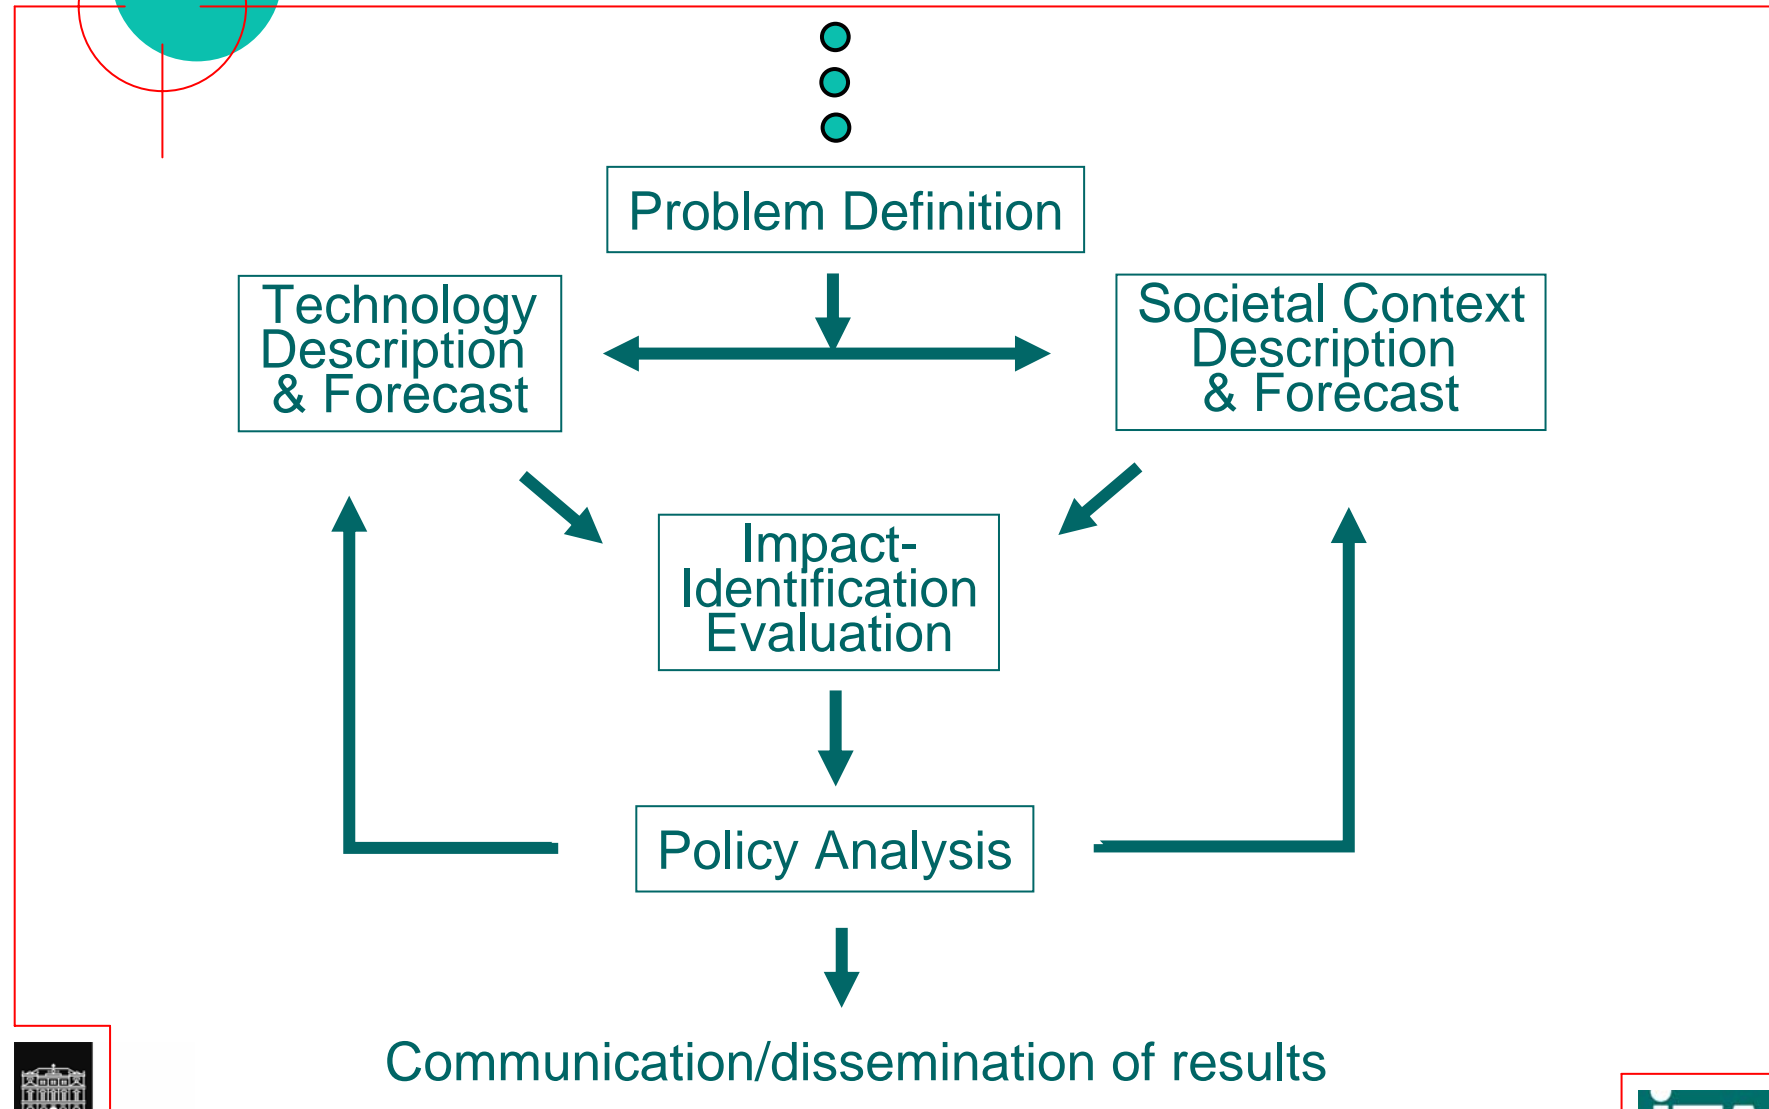 Problem Definition
Technology
Description
& Forecast
Societal Context
Description
& Forecast
Impact-
Identification
Evaluation
Policy Analysis
Communication/dissemination of results